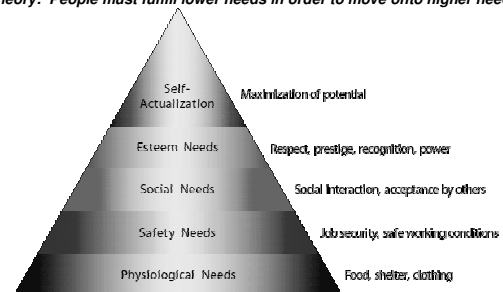 heory: People must fulfill lower needs in order to move onto higher nee
Self-
Actualization
Maximization of potential
Esteem Needs
Respect, prestige, recognition, power
Social Needs
Social Interaction, acceptance by others
Safety Needs
Job security, safe working conditions
Physiological Needs
Food, shelter, clothing